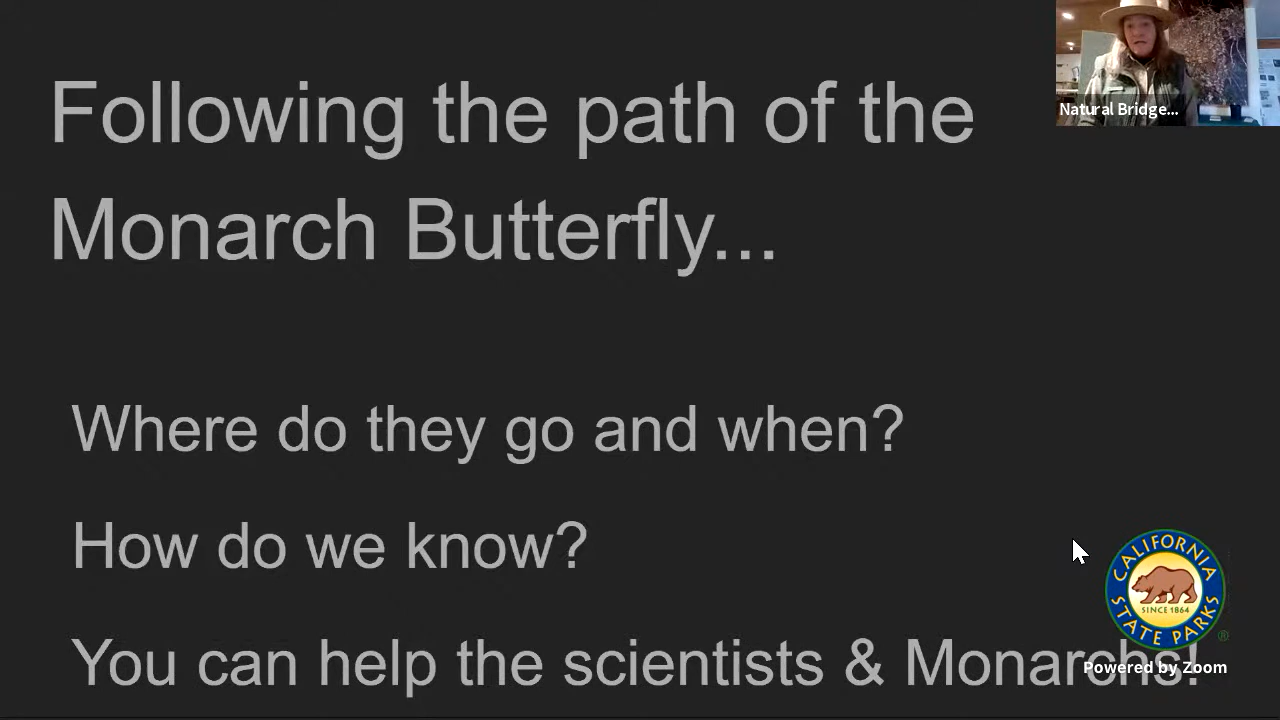 Following the path of the
Monarch Butterfly...
Natural Bridge...
Where do they go and when?
How do we know?
You can help the scientists & Monarchs!
CALIFORNIA
SINCE 1864
STATE PARKS
®
Powered by Zoom